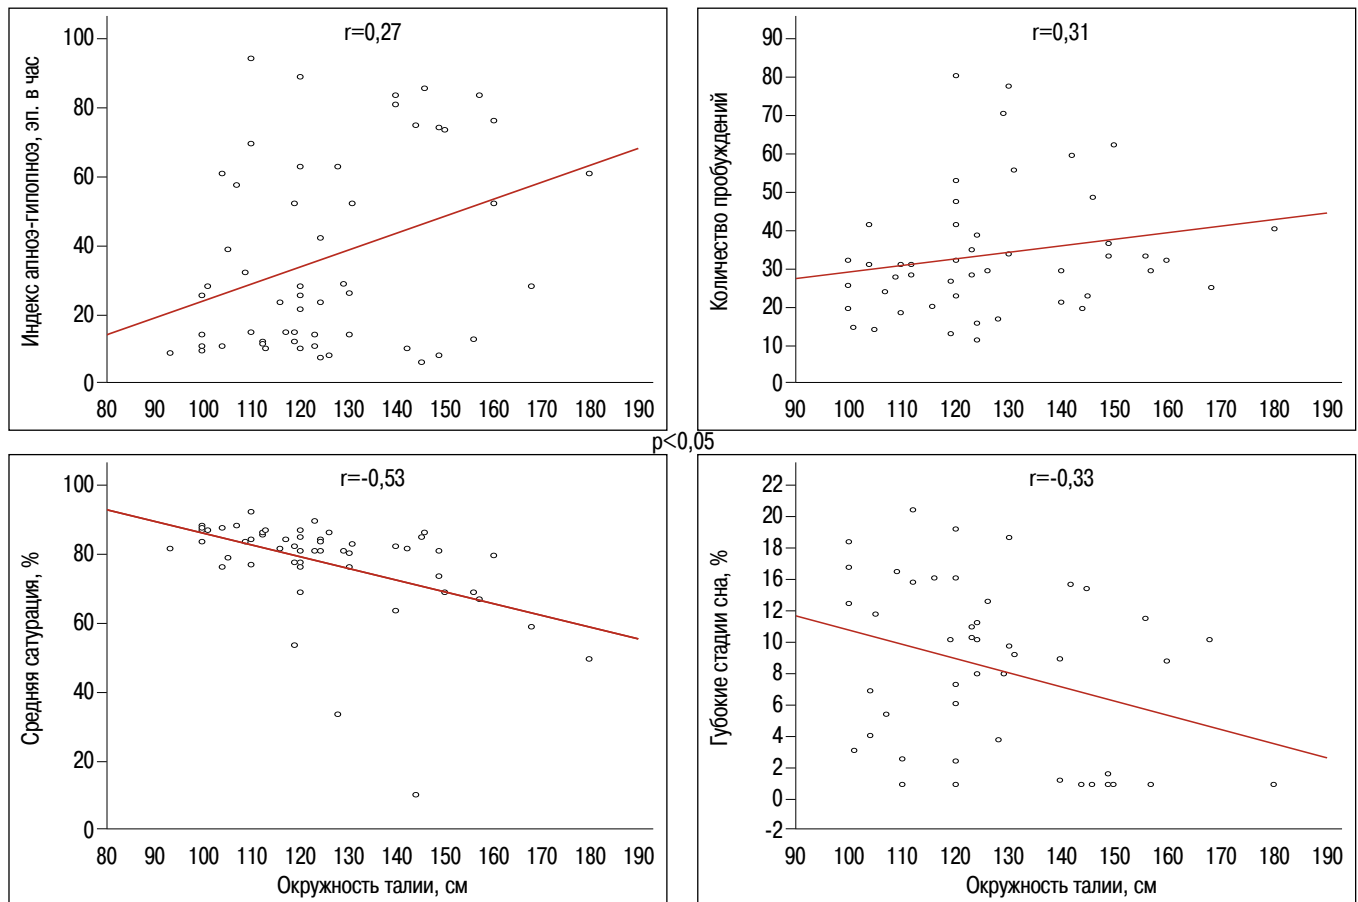 r=0,27
Индекс апноэ-гипопноэ, эп. в час
100
80
60
40
20
0
80 90 100 110 120 130 140 150 160 170 180 190
r=0,31
Количество пробуждений
90
80
70
60
50
40
30
20
10
0
90 100 110 120 130 140 150 160 170 180 190
p<0,05
r=-0,53
Средняя сатурация, %
100
80
60
40
20
0
80 90 100 110 120 130 140 150 160 170 180 190
Окружность талии, см
r=-0,33
Губокие стадии сна, %
22
20
18
16
12
10
8
6
4
2
0
-2
90 100 110 120 130 140 150 160 170 180 190
Окружность талии, см